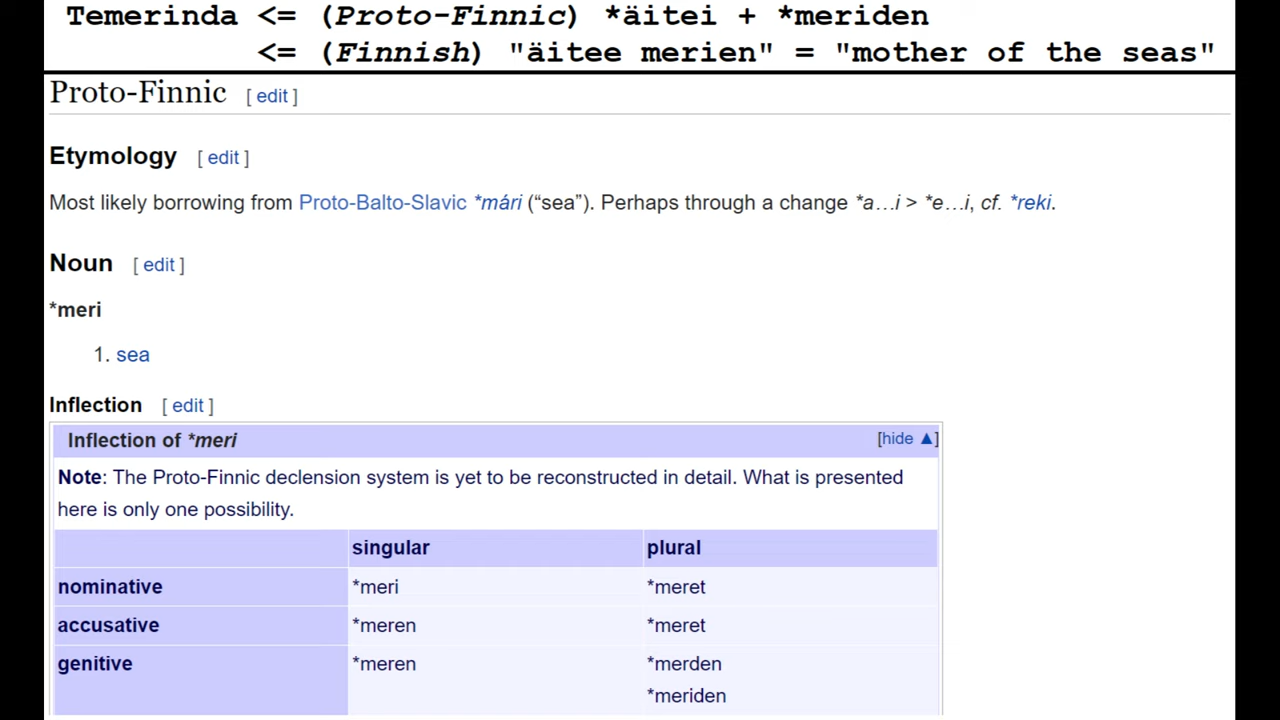 Temerinda <= (Proto-Finnic) *äitei + *meriden
<= (Finnish) "äitee merien" = "mother of the seas"
Proto-Finnic [ edit ]
Etymology [ edit ]
Most likely borrowing from Proto-Balto-Slavic *mári (“sea”). Perhaps through a change *a…i > *e…i, cf. *reki.
Noun [ edit ]
*meri
1. sea
Inflection [ edit ]
Inflection of *meri [hide ▲]
Note: The Proto-Finnic declension system is yet to be reconstructed in detail. What is presented
here is only one possibility.
singular plural
nominative *meri *meret
accusative *meren *meret
genitive *meren *merden
*meriden